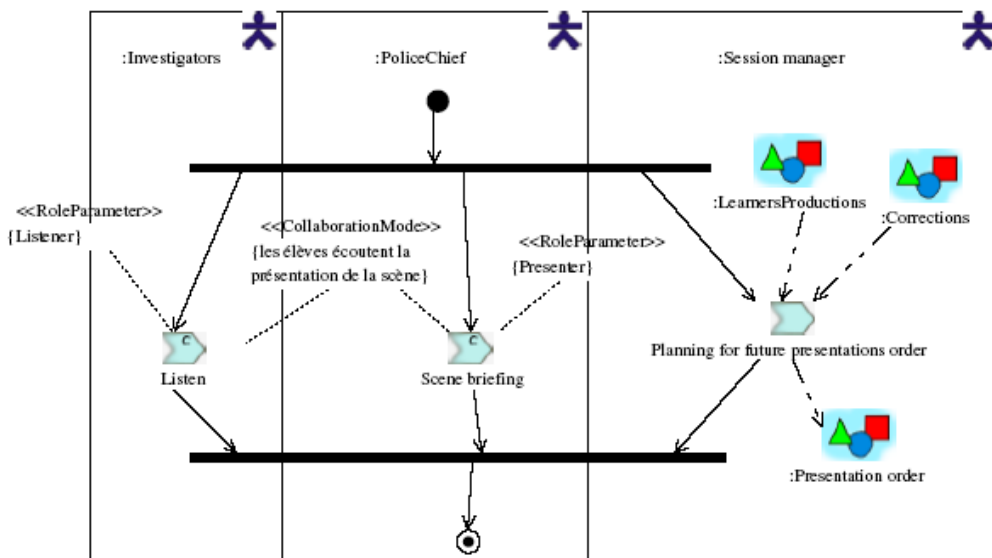 :Investigators
:PoliceChief
:Session manager
<<RoleParameter>>
{Listener}
<<CollaborationMode>>
{les élèves écoutent la
présentation de la scène}
<<RoleParameter>>
{Presenter}
:LearnersProductions
:Corrections
C
Listen
C
Scene briefing
Planning for future presentations order
:Presentation order